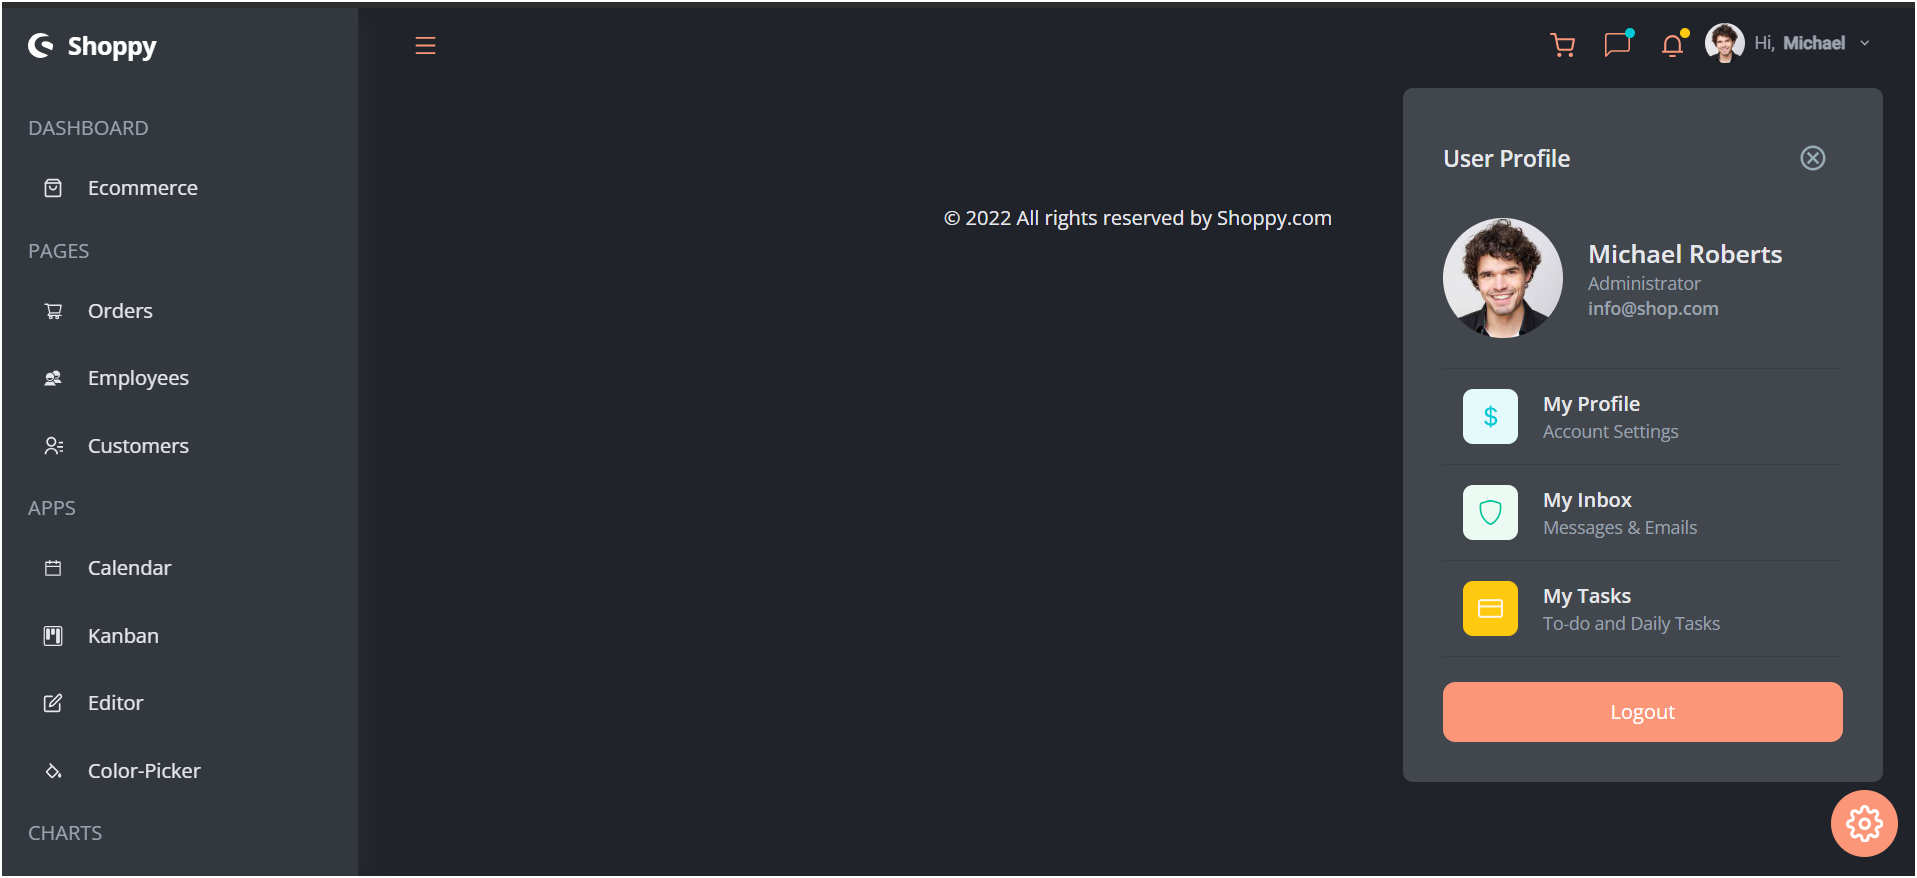 Shoppy
DASHBOARD
Ecommerce
PAGES
Orders
Employees
Customers
APPS
Calendar
Kanban
Editor
Color-Picker
CHARTS
Hi, Michael
© 2022 All rights reserved by Shoppy.com
User Profile
Michael Roberts
Administrator
info@shop.com
$
My Profile
Account Settings
My Inbox
Messages & Emails
My Tasks
To-do and Daily Tasks
Logout